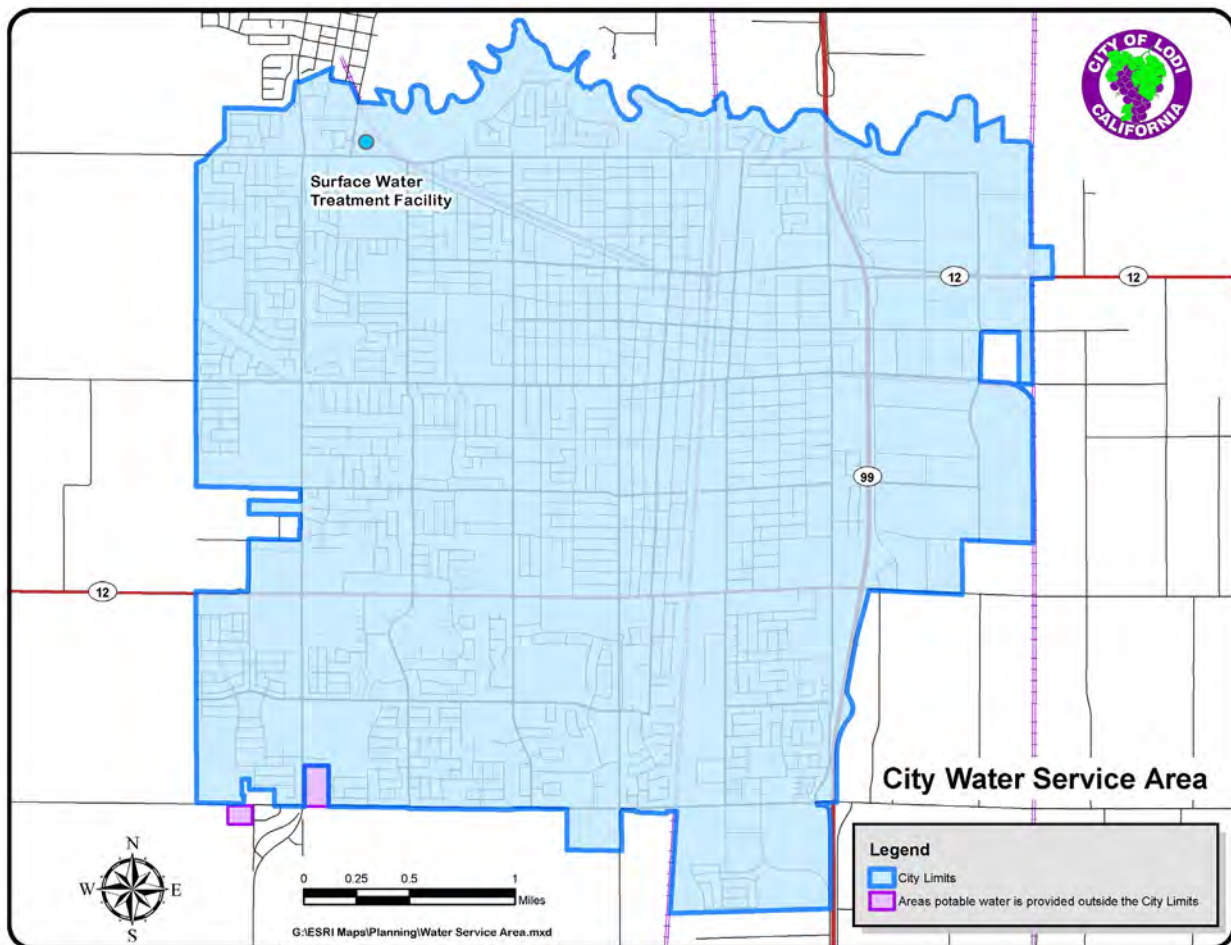 CITY OF LODI
CALIFORNIA
Surface Water
Treatment Facility
12
12
99
12
City Water Service Area
N
W
E
S
0
0.25
0.5
1
Miles
G:\ESRI Maps\Planning\Water Service Area.mxd
Legend
City Limits
Areas potable water is provided outside the City Limits